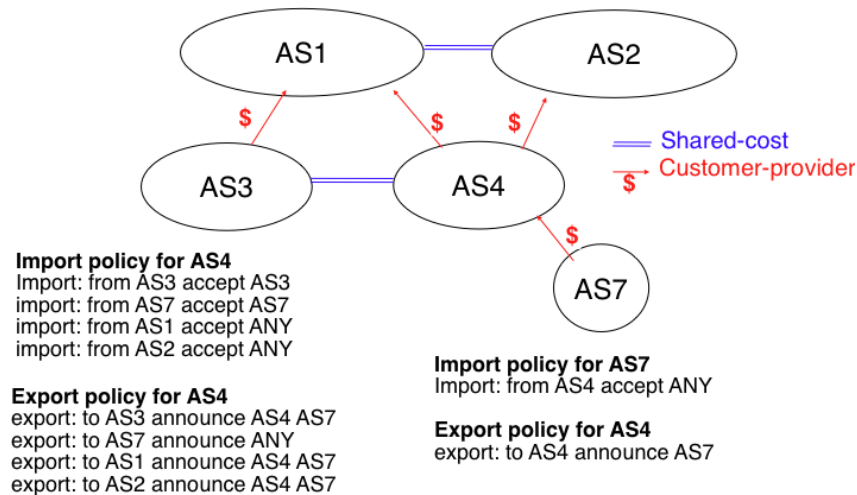 AS1
AS2
$
$
$
Shared-cost
Customer-provider
$
AS3
AS4
$
AS7
Import policy for AS4
Import: from AS3 accept AS3
import: from AS7 accept AS7
import: from AS1 accept ANY
import: from AS2 accept ANY
Export policy for AS4
export: to AS3 announce AS4 AS7
export: to AS7 announce ANY
export: to AS1 announce AS4 AS7
export: to AS2 announce AS4 AS7
Import policy for AS7
Import: from AS4 accept ANY
Export policy for AS4
export: to AS4 announce AS7